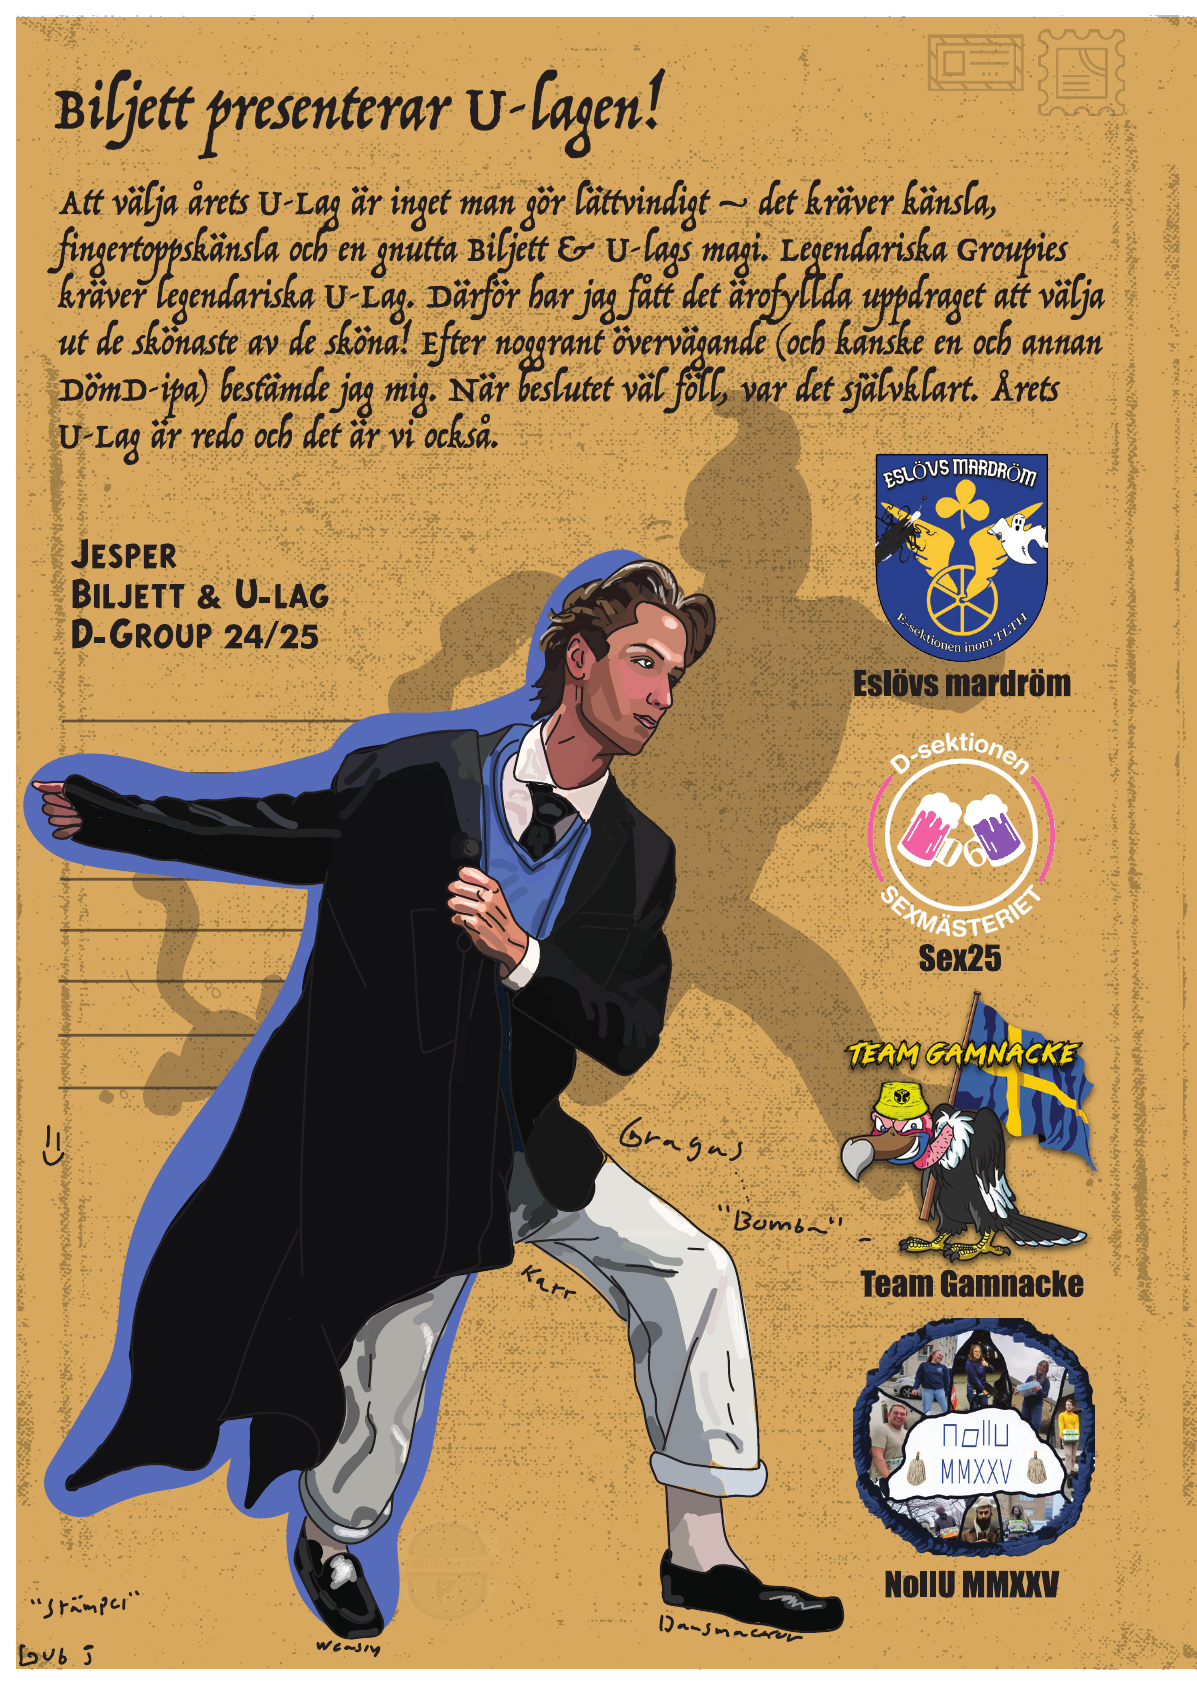 Biljett presenterar U-lagen!
Att välja årets U-Lag är inget man gör lättvindigt ~ det kräver känsla,
fingertoppskänsla och en gnutta Biljett & U-lags magi. Legendariska Groupies
kräver legendariska U-Lag. Därför har jag fått det ärofyllda uppdraget att välja
ut de skönaste av de sköna! Efter noggrant övervägande (och kanske en och annan
DömD-ipa) bestämde jag mig. När beslutet väl föll, var det självklart. Årets
U-Lag är redo och det är vi också.
Jesper
Biljett & U-lag
D-Group 24/25
ESLÖVS MARDRÖM
E-sektionen inom TLTH
Eslövs mardröm
D-sektionen
D6
SEXMÄSTERIET
Sex25
TEAM GAMNACKE
Team Gamnacke
nollU
MMXXV
NollU MMXXV
Gragas
"Bomba"
Karr
"Stämpel"